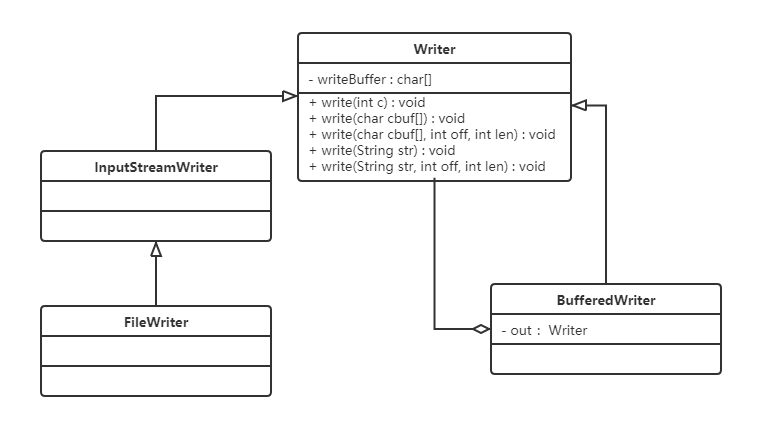 Writer
- writeBuffer : char[]
+ write(int c) : void
+ write(char cbuf[]) : void
+ write(char cbuf[], int off, int len) : void
+ write(String str) : void
+ write(String str, int off, int len) : void
InputStreamWriter
FileWriter
BufferedWriter
- out : Writer